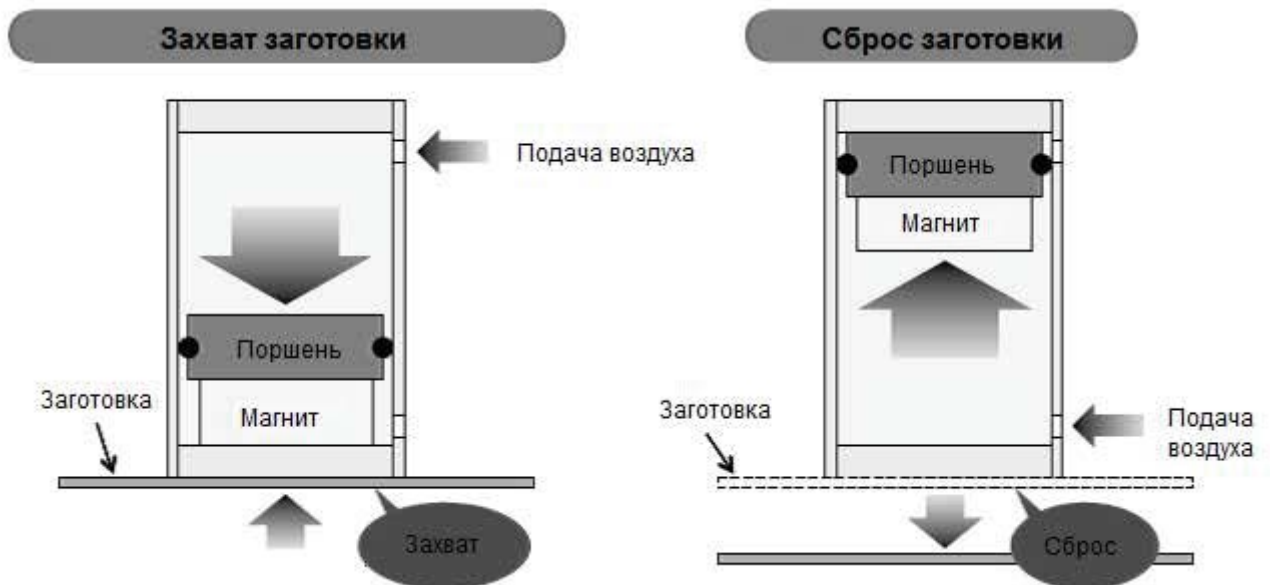 Захват заготовки
Подача воздуха
Поршень
Магнит
Заготовка
Захват
Сброс заготовки
Поршень
Магнит
Заготовка
Подача
воздуха
Сброс